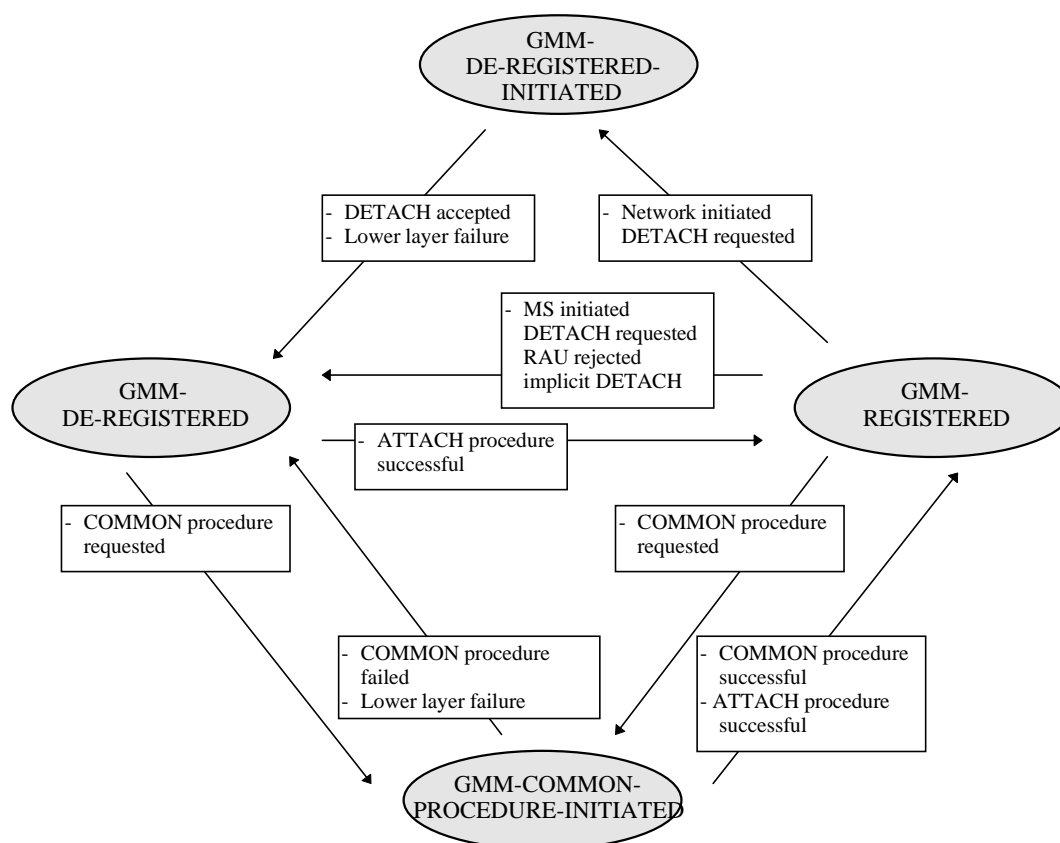 GMM-
DE-REGISTERED-
INITIATED
- DETACH accepted
- Lower layer failure
- Network initiated
DETACH requested
- MS initiated
DETACH requested
RAU rejected
implicit DETACH
GMM-
DE-REGISTERED
GMM-
REGISTERED
- ATTACH procedure
successful
- COMMON procedure
requested
- COMMON procedure
requested
- COMMON procedure
failed
- Lower layer failure
- COMMON procedure
successful
- ATTACH procedure
successful
GMM-COMMON-
PROCEDURE-INITIATED